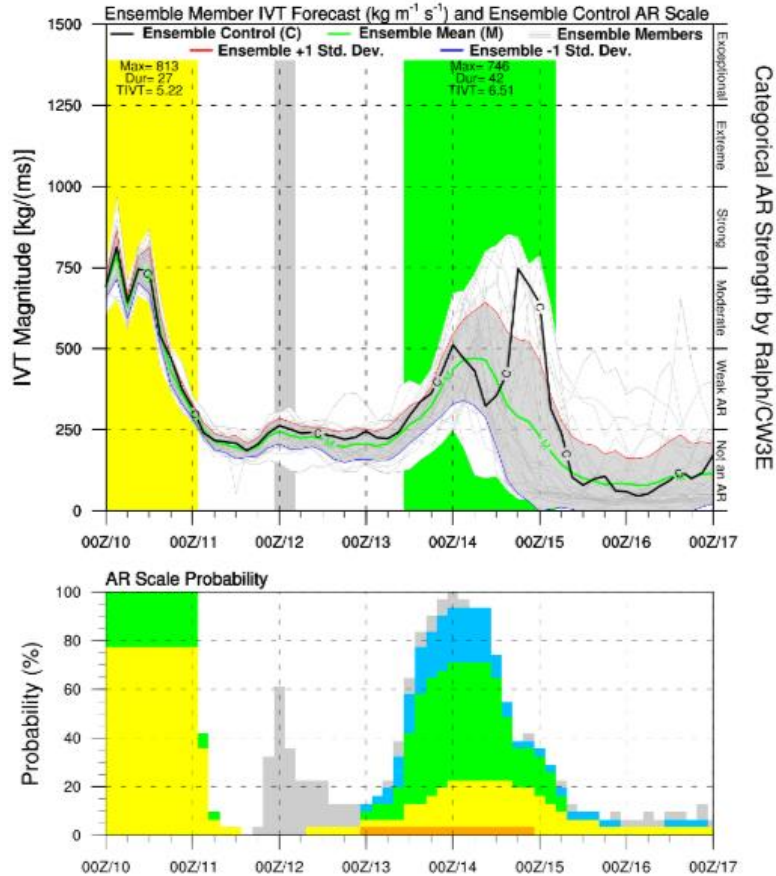 Ensemble Member IVT Forecast (kg m⁻¹ s⁻¹) and Ensemble Control AR Scale
Ensemble Control (C) Ensemble Mean (M) Ensemble Members
Ensemble +1 Std. Dev. Ensemble -1 Std. Dev.
Max= 813
Dur= 27
TIVT= 5.22
Max= 746
Dur= 42
TIVT= 6.51
IVT Magnitude [kg/(ms)]
1500
1250
1000
750
500
250
0
Exceptional
Extreme
Strong
Moderate
Weak AR
Not an AR
Categorical AR Strength by Ralph/CW3E
C
C
C
C
C
C
C
C
C
M
M
00Z/10 00Z/11 00Z/12 00Z/13 00Z/14 00Z/15 00Z/16 00Z/17
AR Scale Probability
Probability (%)
100
80
60
40
20
0
00Z/10 00Z/11 00Z/12 00Z/13 00Z/14 00Z/15 00Z/16 00Z/17